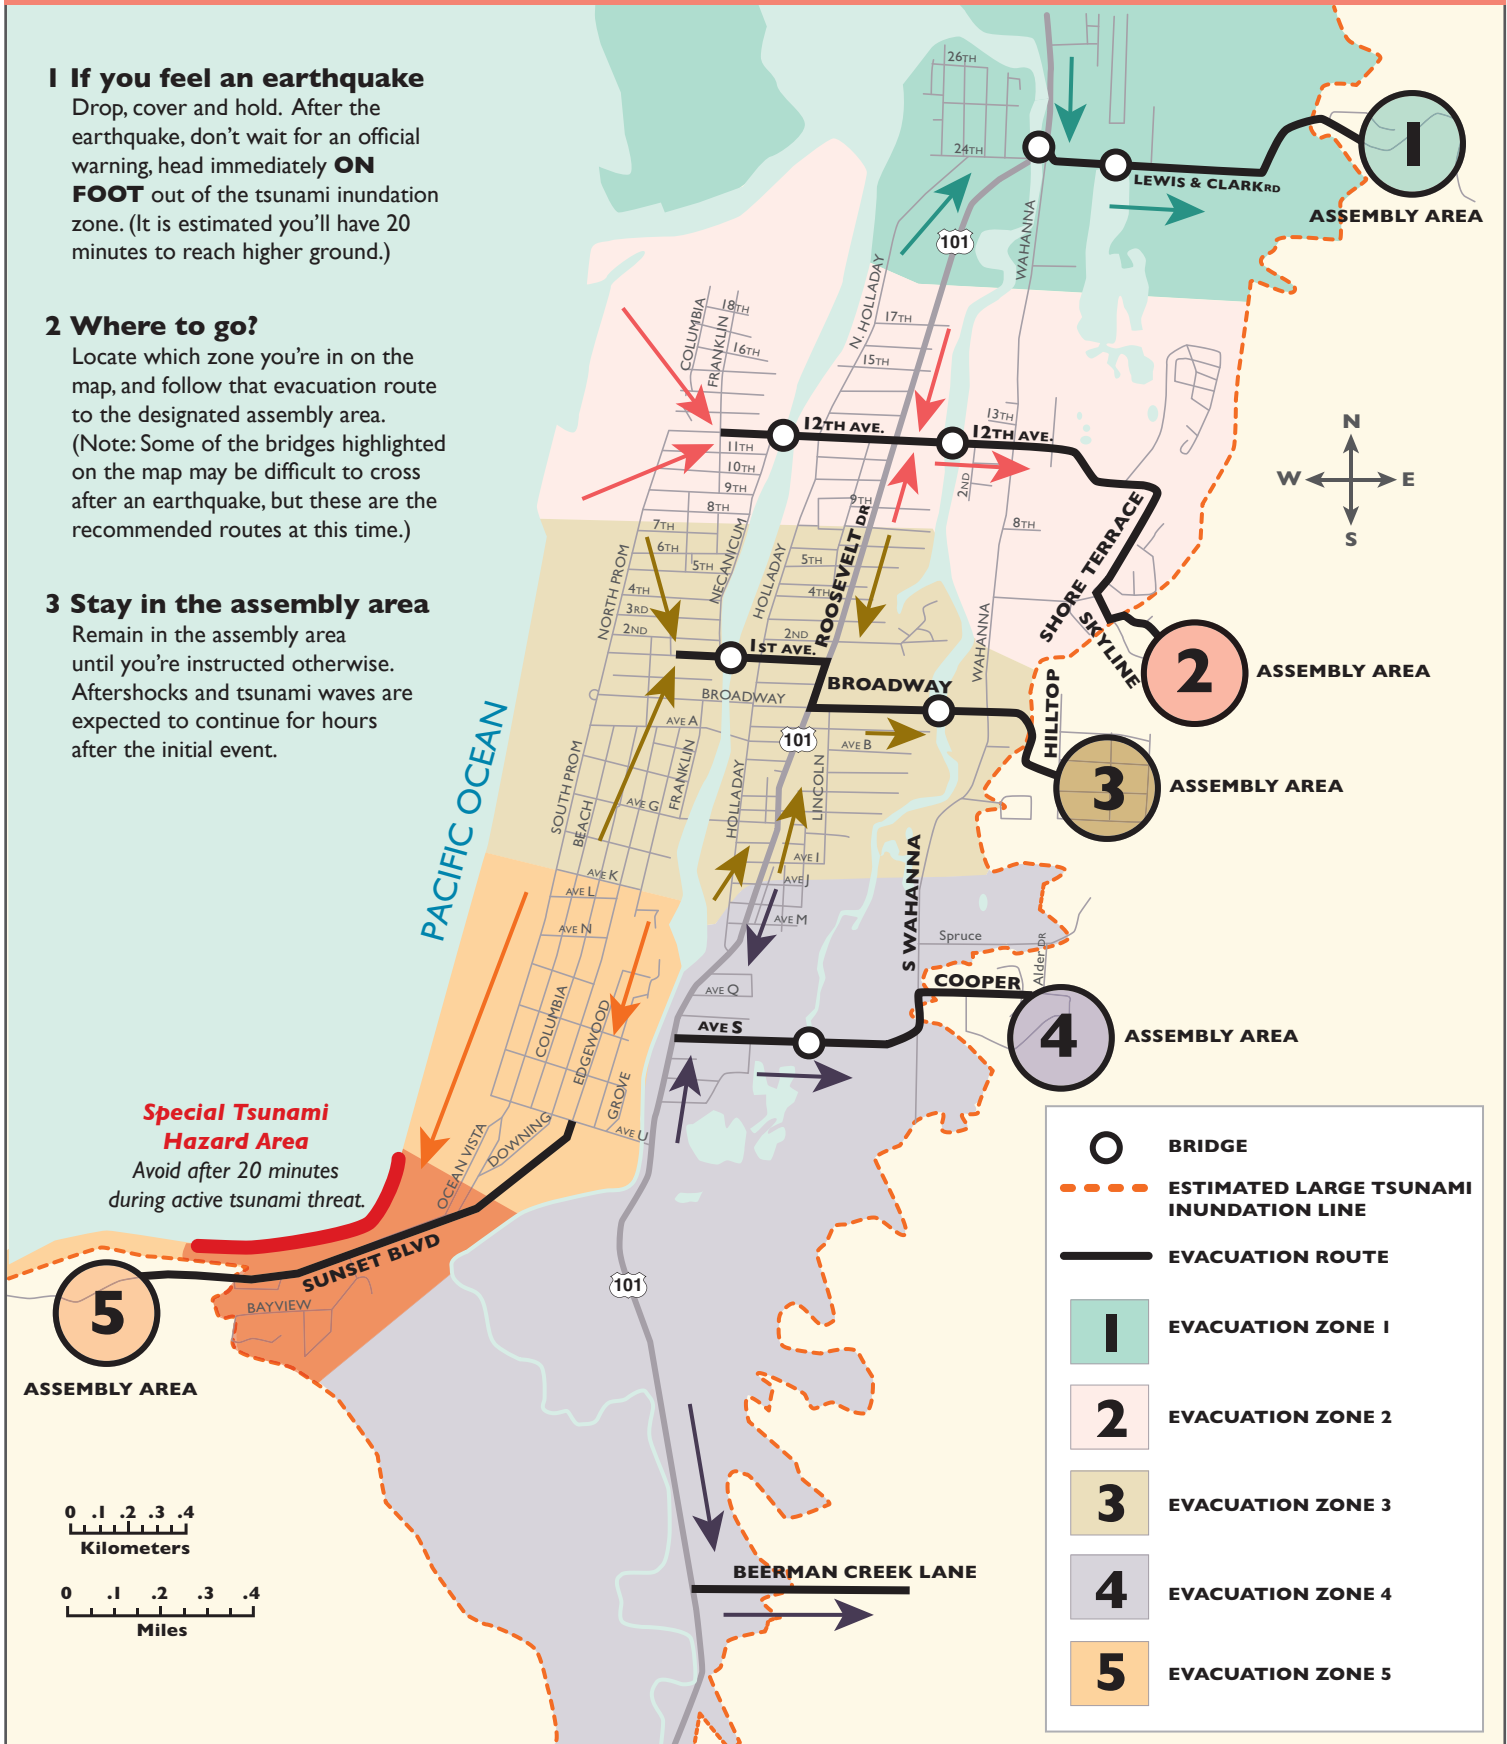 1 If you feel an earthquake
Drop, cover and hold. After the
earthquake, don't wait for an official
warning, head immediately ON
FOOT out of the tsunami inundation
zone. (It is estimated you'll have 20
minutes to reach higher ground.)
2 Where to go?
Locate which zone you're in on the
map, and follow that evacuation route
to the designated assembly area.
(Note: Some of the bridges highlighted
on the map may be difficult to cross
after an earthquake, but these are the
recommended routes at this time.)
3 Stay in the assembly area
Remain in the assembly area
until you're instructed otherwise.
Aftershocks and tsunami waves are
expected to continue for hours
after the initial event.
26TH
24TH
LEWIS & CLARK RD
1
ASSEMBLY AREA
101
WAHANNA
N. HOLLADAY
COLUMBIA
FRANKLIN
18TH
16TH
17TH
15TH
13TH
12TH AVE.
12TH AVE.
11TH
10TH
9TH
8TH
9TH
2ND
8TH
7TH
6TH
5TH
5TH
4TH
4TH
3RD
2ND
2ND
NORTH PROM
NECANICUM
HOLLADAY
ROOSEVELT DR
1ST AVE.
WAHANNA
SHORE TERRACE
SKYLINE
2
ASSEMBLY AREA
N
W
E
S
BROADWAY
BROADWAY
HILLTOP
3
ASSEMBLY AREA
AVE A
101
AVE B
PACIFIC OCEAN
SOUTH PROM
BEACH
FRANKLIN
HOLLADAY
LINCOLN
AVE G
AVE I
AVE J
AVE K
AVE L
AVE M
AVE N
S WAHANNA
Spruce
Alder DR
COOPER
4
ASSEMBLY AREA
AVE Q
AVE S
COLUMBIA
EDGEWOOD
GROVE
AVE U
DOWNING
OCEAN VISTA
Special Tsunami
Hazard Area
Avoid after 20 minutes
during active tsunami threat.
SUNSET BLVD
BAYVIEW
5
ASSEMBLY AREA
101
BEERMAN CREEK LANE
0 .1 .2 .3 .4
Kilometers
0 .1 .2 .3 .4
Miles
BRIDGE
ESTIMATED LARGE TSUNAMI
INUNDATION LINE
EVACUATION ROUTE
1 EVACUATION ZONE 1
2 EVACUATION ZONE 2
3 EVACUATION ZONE 3
4 EVACUATION ZONE 4
5 EVACUATION ZONE 5